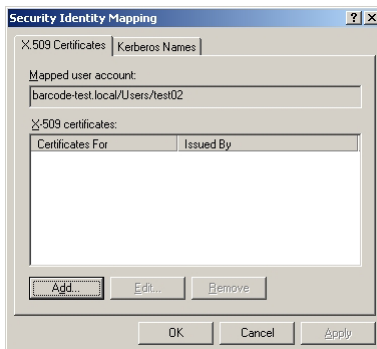 Security Identity Mapping
X.509 Certificates Kerberos Names
Mapped user account:
barcode-test.local/Users/test02
X-509 certificates:
Certificates For Issued By
Add... Edit... Remove
OK Cancel Apply